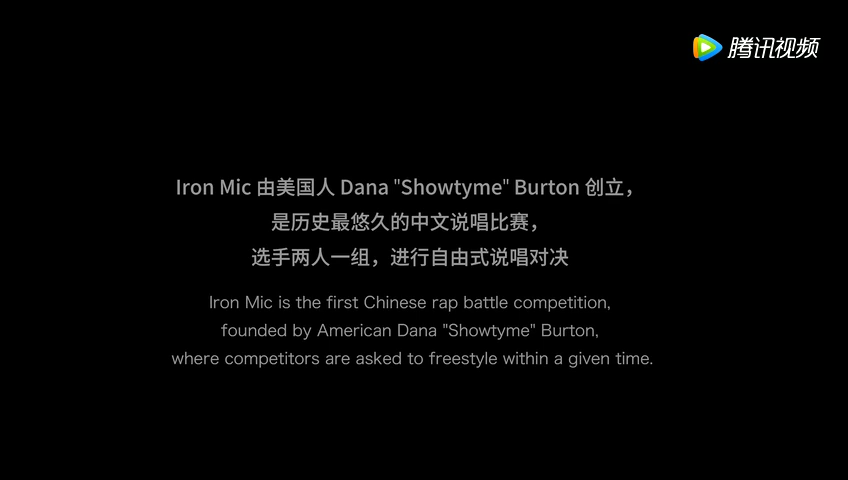 腾讯视频
Iron Mic 由美国人 Dana "Showtyme" Burton 创立，
是历史最悠久的中文说唱比赛，
选手两人一组，进行自由式说唱对决
Iron Mic is the first Chinese rap battle competition,
founded by American Dana "Showtyme" Burton,
where competitors are asked to freestyle within a given time.